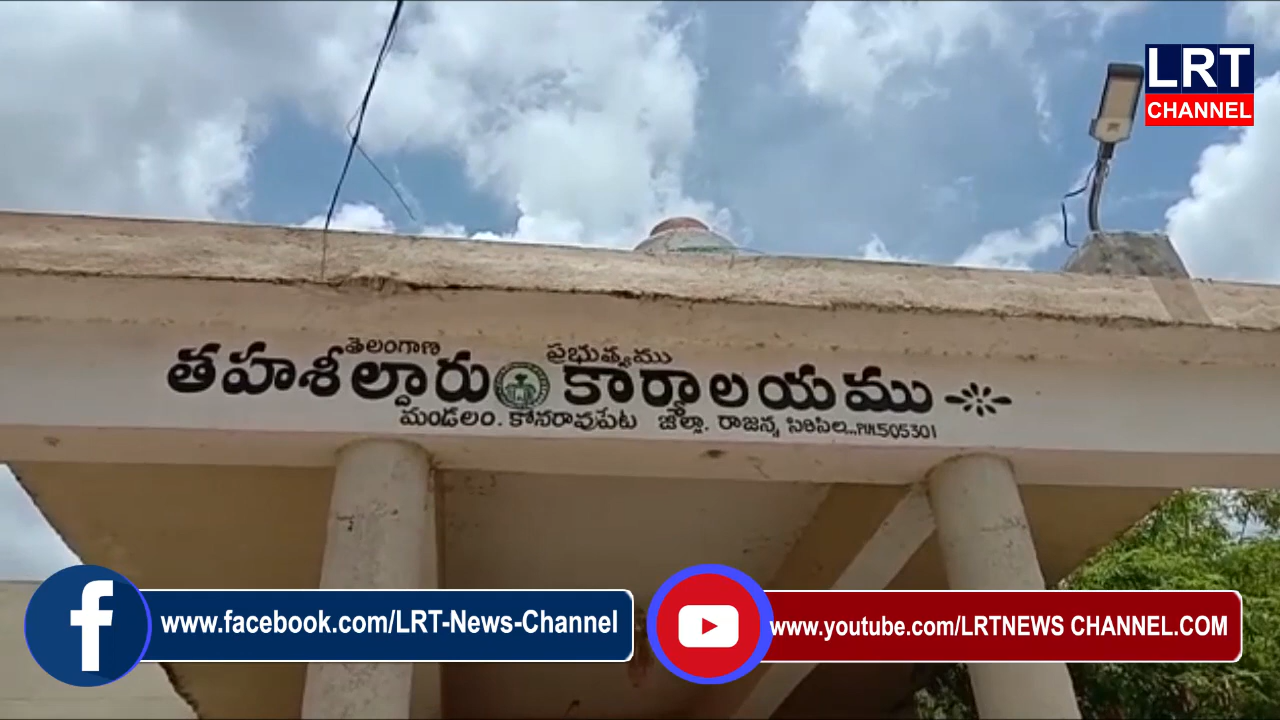 LRT
CHANNEL
తెలంగాణ ప్రభుత్వము
తహశీల్దారు కార్యాలయము
మండలం. కోనరావుపేట జిల్లా. రాజన్న సిరిసిల్ల...PIN.505301
www.facebook.com/LRT-News-Channel
www.youtube.com/LRTNEWS CHANNEL.COM